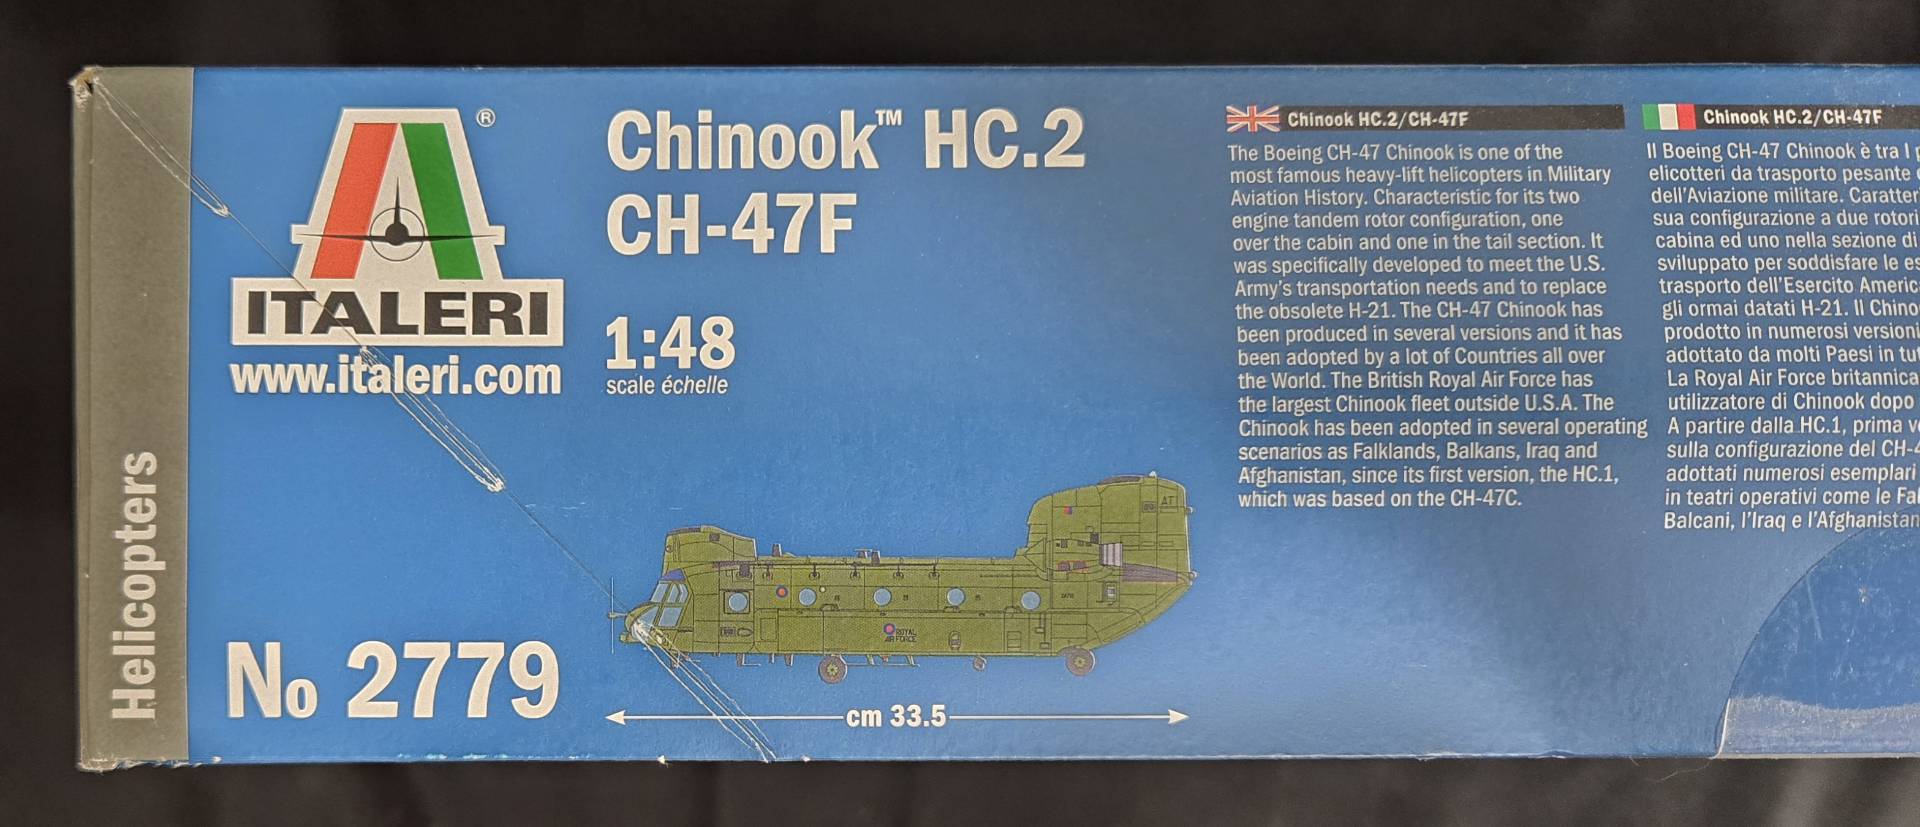 Helicopters
®
ITALERI
www.italeri.com
No 2779
Chinook™ HC.2
CH-47F
1:48
scale échelle
AT
ROYAL
AIR FORCE
cm 33.5
Chinook HC.2/CH-47F
The Boeing CH-47 Chinook is one of the
most famous heavy-lift helicopters in Military
Aviation History. Characteristic for its two
engine tandem rotor configuration, one
over the cabin and one in the tail section. It
was specifically developed to meet the U.S.
Army's transportation needs and to replace
the obsolete H-21. The CH-47 Chinook has
been produced in several versions and it has
been adopted by a lot of Countries all over
the World. The British Royal Air Force has
the largest Chinook fleet outside U.S.A. The
Chinook has been adopted in several operating
scenarios as Falklands, Balkans, Iraq and
Afghanistan, since its first version, the HC.1,
which was based on the CH-47C.
Chinook HC.2/CH-47F
Il Boeing CH-47 Chinook è tra I
elicotteri da trasporto pesante
dell'Aviazione militare. Caratter
sua configurazione a due rotori
cabina ed uno nella sezione di
sviluppato per soddisfare le es
trasporto dell'Esercito America
gli ormai datati H-21. Il Chino
prodotto in numerosi versioni
adottato da molti Paesi in tut
La Royal Air Force britannica
utilizzatore di Chinook dopo
A partire dalla HC.1, prima ve
sulla configurazione del CH-4
adottati numerosi esemplari
in teatri operativi come le Fal
Balcani, l'Iraq e l'Afghanistan